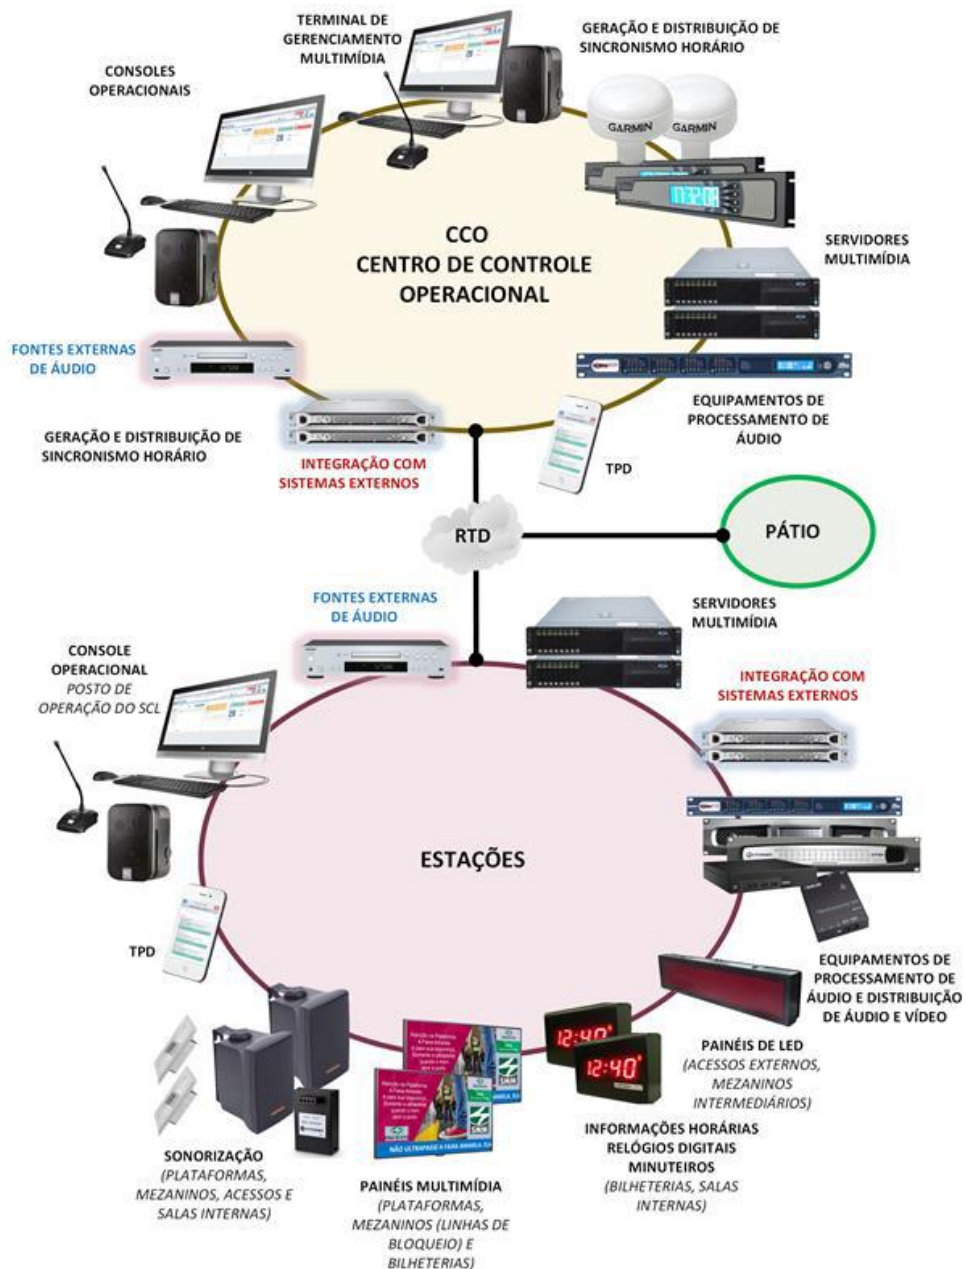 TERMINAL DE
GERENCIAMENTO
MULTIMÍDIA
GERAÇÃO E DISTRIBUIÇÃO DE
SINCRONISMO HORÁRIO
CONSOLES
OPERACIONAIS
GARMIN
GARMIN
CCO
CENTRO DE CONTROLE
OPERACIONAL
SERVIDORES
MULTIMÍDIA
FONTES EXTERNAS
DE ÁUDIO
EQUIPAMENTOS DE
PROCESSAMENTO DE
ÁUDIO
GERAÇÃO E DISTRIBUIÇÃO DE
SINCRONISMO HORÁRIO
INTEGRAÇÃO COM
SISTEMAS EXTERNOS
TPD
RTD
PÁTIO
FONTES EXTERNAS
DE ÁUDIO
SERVIDORES
MULTIMÍDIA
CONSOLE
OPERACIONAL
POSTO DE
OPERAÇÃO DO SCL
INTEGRAÇÃO COM
SISTEMAS EXTERNOS
ESTAÇÕES
TPD
EQUIPAMENTOS DE
PROCESSAMENTO DE
ÁUDIO E DISTRIBUIÇÃO
DE ÁUDIO E VÍDEO
12:40
12:40
PAINÉIS DE LED
(ACESSOS EXTERNOS,
MEZANINOS
INTERMEDIÁRIOS)
NÃO ULTRAPASSE A FAIXA AMARELA.
INFORMAÇÕES HORÁRIAS
RELÓGIOS DIGITAIS
MINUTEIROS
(BILHETERIAS, SALAS
INTERNAS)
SONORIZAÇÃO
(PLATAFORMAS,
MEZANINOS, ACESSOS E
SALAS INTERNAS)
PAINÉIS MULTIMÍDIA
(PLATAFORMAS,
MEZANINOS (LINHAS DE
BLOQUEIO) E
BILHETERIAS)